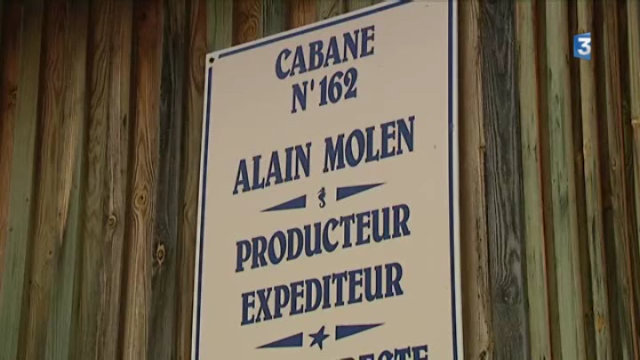 CABANE
N'162
ALAIN MOLEN
PRODUCTEUR
EXPEDITEUR
3